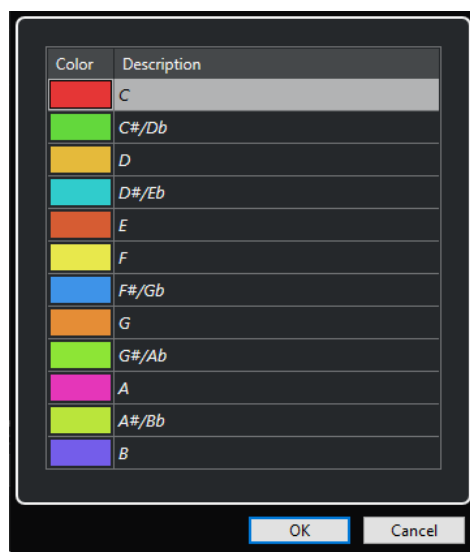 Color Description
C
C#/Db
D
D#/Eb
E
F
F#/Gb
G
G#/Ab
A
A#/Bb
B
OK Cancel